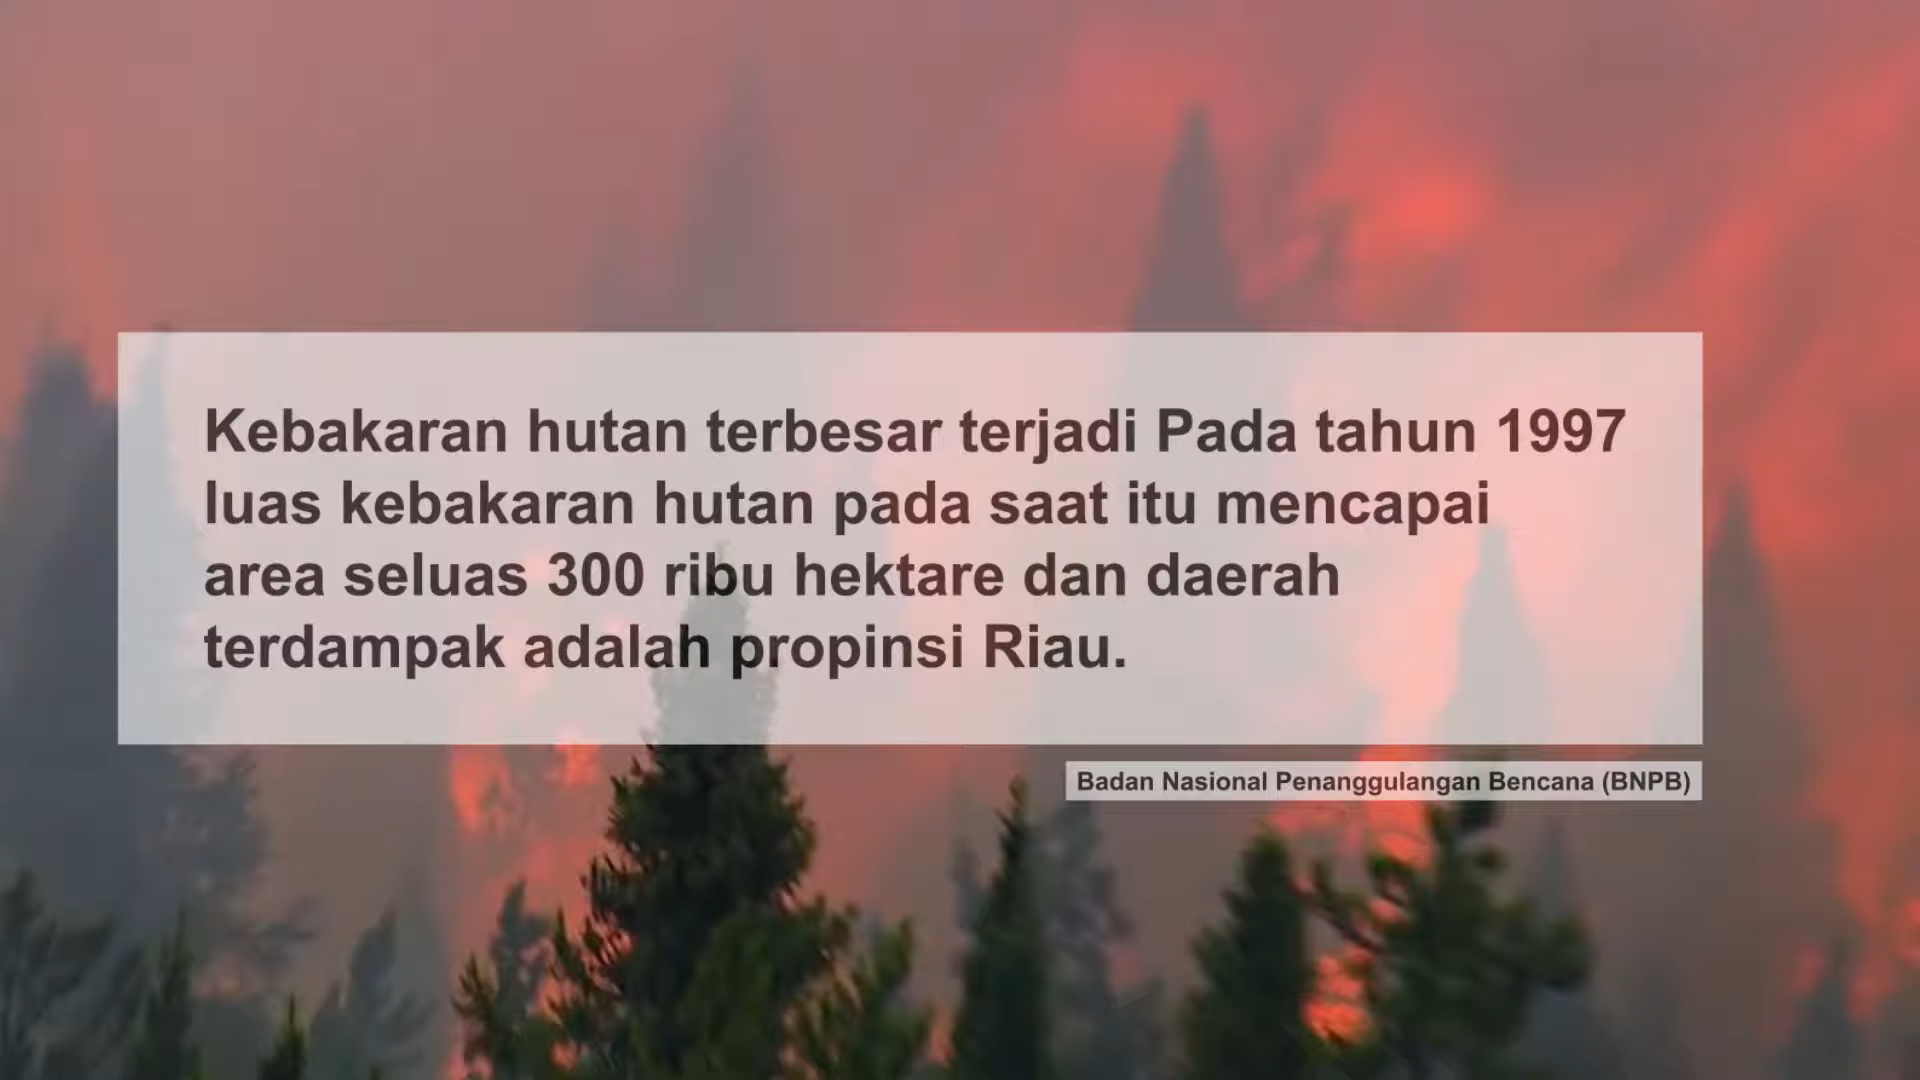 Kebakaran hutan terbesar terjadi Pada tahun 1997
luas kebakaran hutan pada saat itu mencapai
area seluas 300 ribu hektare dan daerah
terdampak adalah propinsi Riau.
Badan Nasional Penanggulangan Bencana (BNPB)